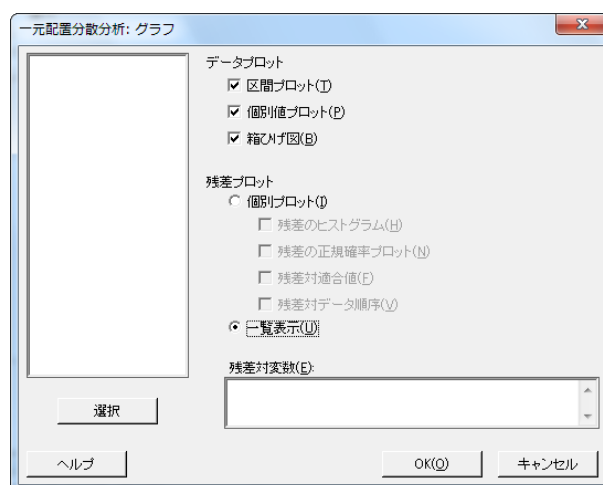 一元配置分散分析: グラフ
データプロット
区間プロット(T)
個別値プロット(P)
箱ひげ図(B)
残差プロット
個別プロット(I)
残差のヒストグラム(H)
残差の正規確率プロット(N)
残差対適合値(F)
残差対データ順序(V)
一覧表示(U)
残差対変数(E):
選択
ヘルプ
OK(O)
キャンセル